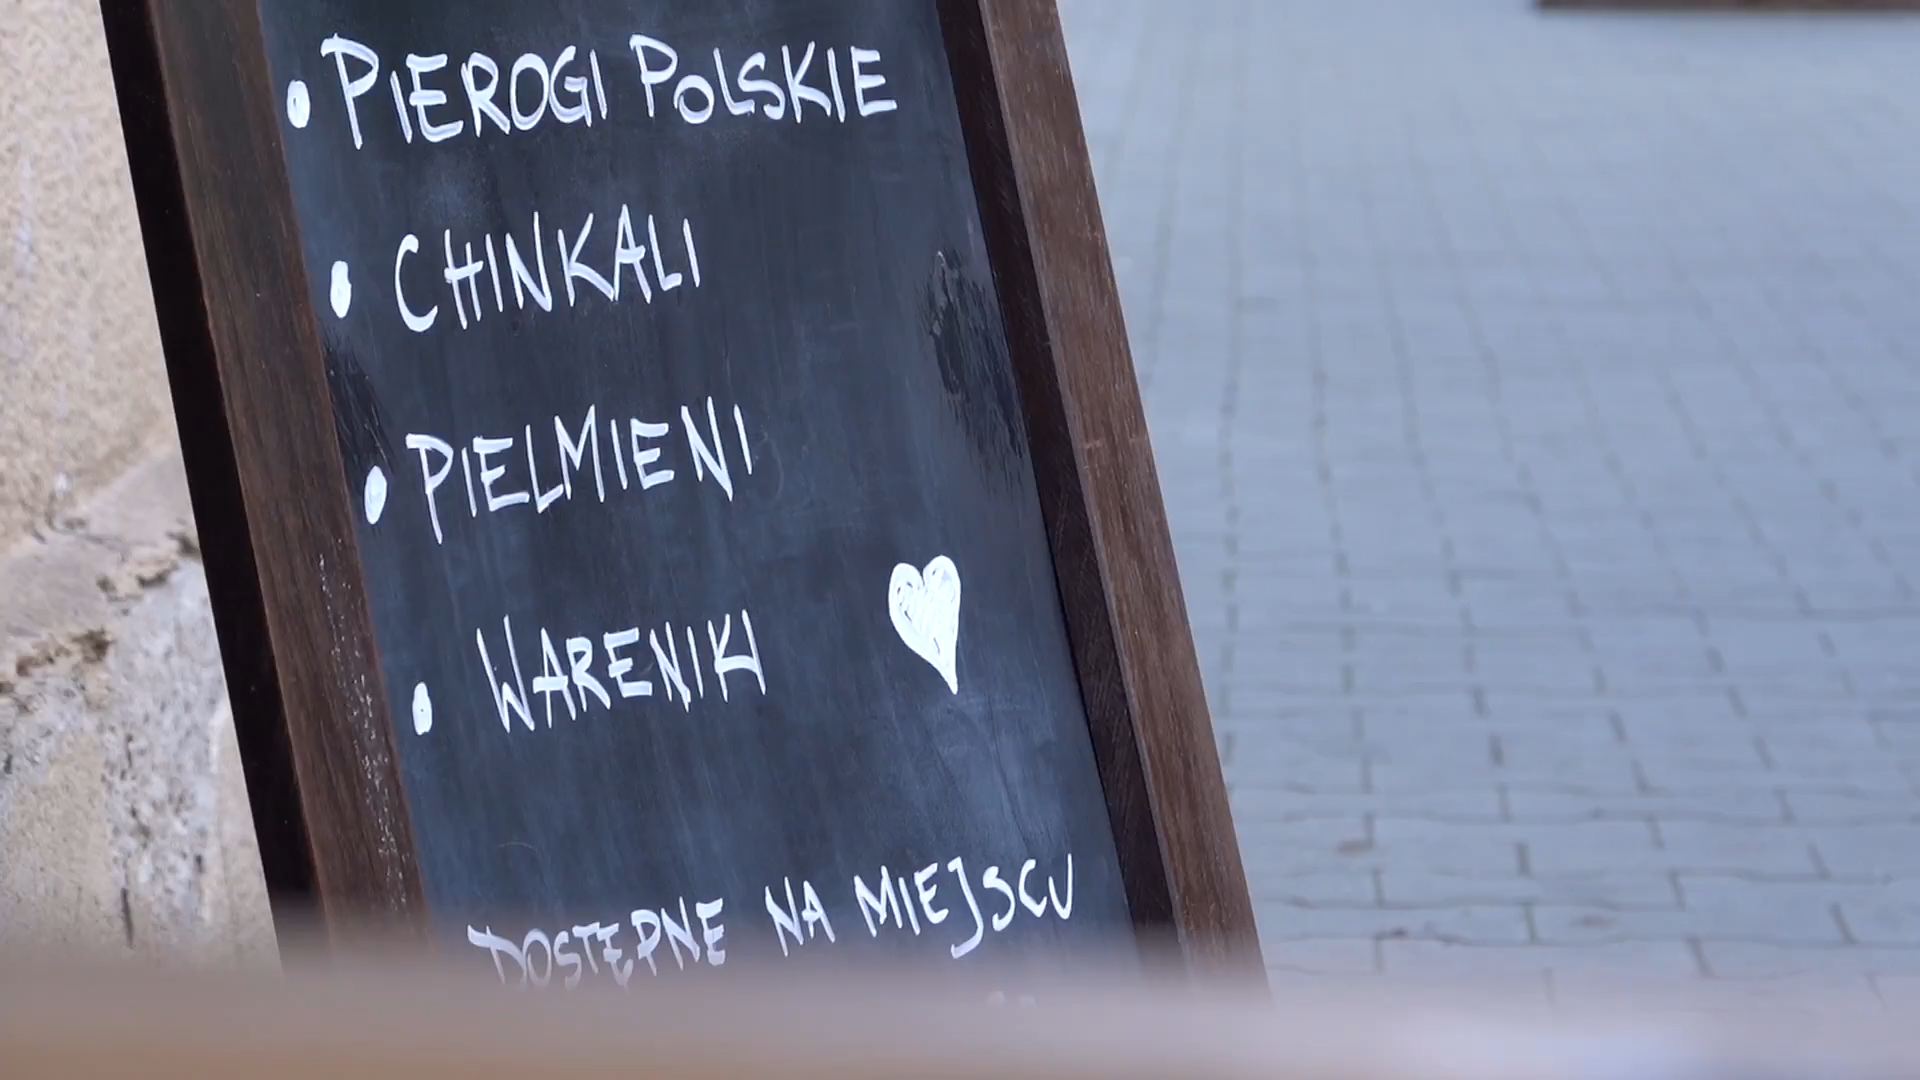 • PIEROGI POLSKIE
• CHINKALI
• PIELMIENI
• WARENIKI
DOSTĘPNE NA MIEJSCU